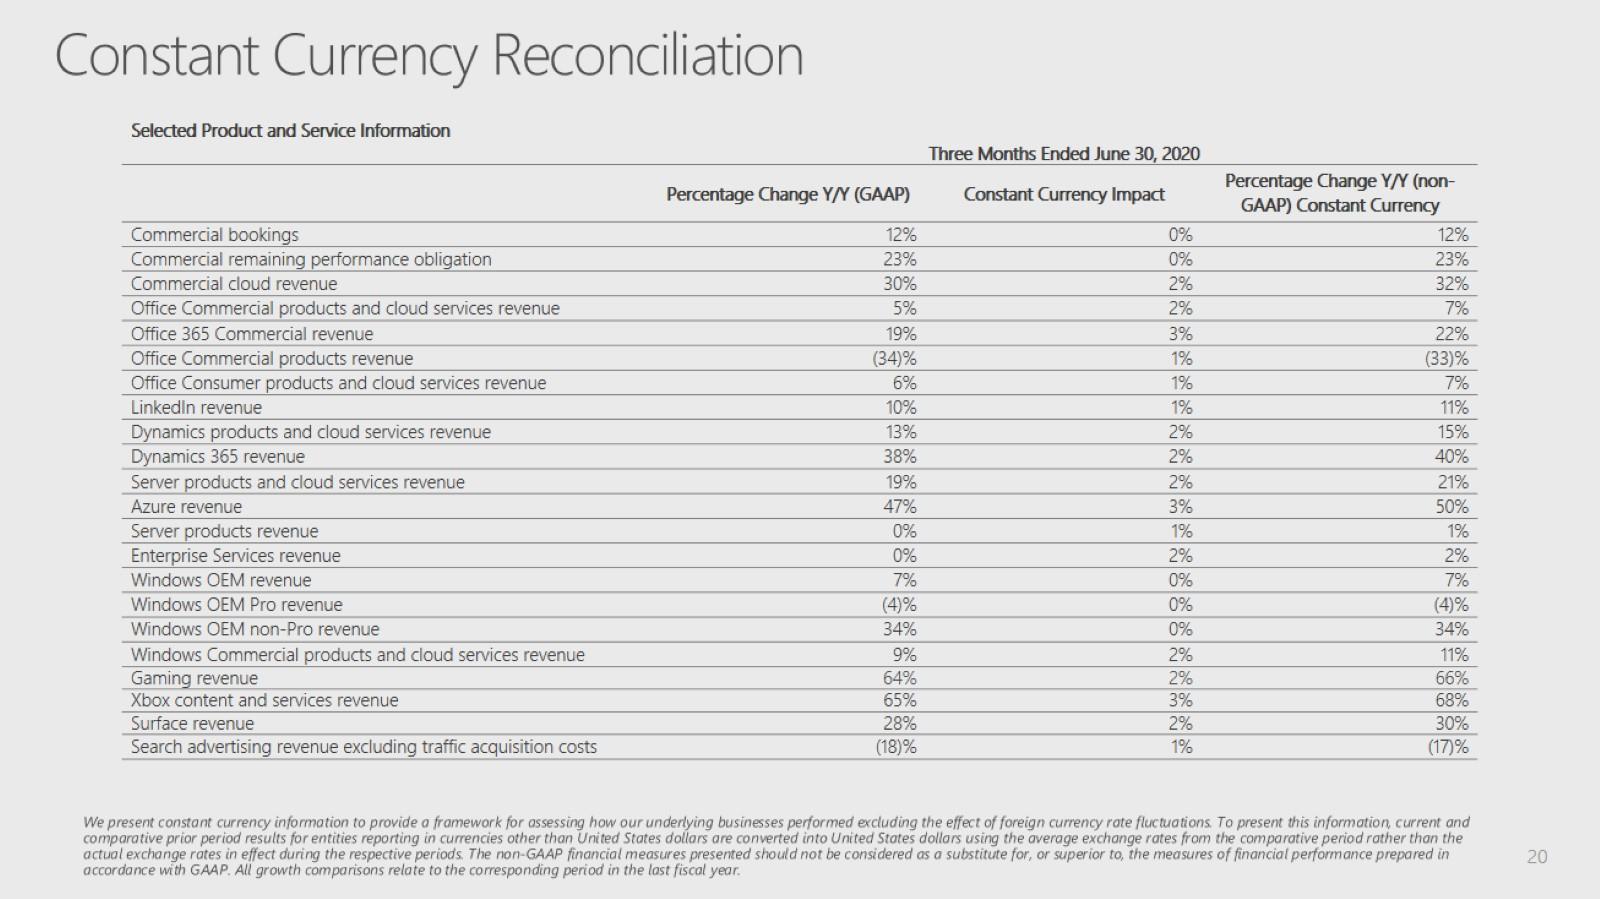 Constant Currency Reconciliation
Selected Product and Service Information
Three Months Ended June 30, 2020
Percentage Change Y/Y (GAAP) Constant Currency Impact Percentage Change Y/Y (non-
GAAP) Constant Currency
Commercial bookings 12% 0% 12%
Commercial remaining performance obligation 23% 0% 23%
Commercial cloud revenue 30% 2% 32%
Office Commercial products and cloud services revenue 5% 2% 7%
Office 365 Commercial revenue 19% 3% 22%
Office Commercial products revenue (34)% 1% (33)%
Office Consumer products and cloud services revenue 6% 1% 7%
LinkedIn revenue 10% 1% 11%
Dynamics products and cloud services revenue 13% 2% 15%
Dynamics 365 revenue 38% 2% 40%
Server products and cloud services revenue 19% 2% 21%
Azure revenue 47% 3% 50%
Server products revenue 0% 1% 1%
Enterprise Services revenue 0% 2% 2%
Windows OEM revenue 7% 0% 7%
Windows OEM Pro revenue (4)% 0% (4)%
Windows OEM non-Pro revenue 34% 0% 34%
Windows Commercial products and cloud services revenue 9% 2% 11%
Gaming revenue 64% 2% 66%
Xbox content and services revenue 65% 3% 68%
Surface revenue 28% 2% 30%
Search advertising revenue excluding traffic acquisition costs (18)% 1% (17)%
We present constant currency information to provide a framework for assessing how our underlying businesses performed excluding the effect of foreign currency rate fluctuations. To present this information, current and
comparative prior period results for entities reporting in currencies other than United States dollars are converted into United States dollars using the average exchange rates from the comparative period rather than the
actual exchange rates in effect during the respective periods. The non-GAAP financial measures presented should not be considered as a substitute for, or superior to, the measures of financial performance prepared in
accordance with GAAP. All growth comparisons relate to the corresponding period in the last fiscal year.
20